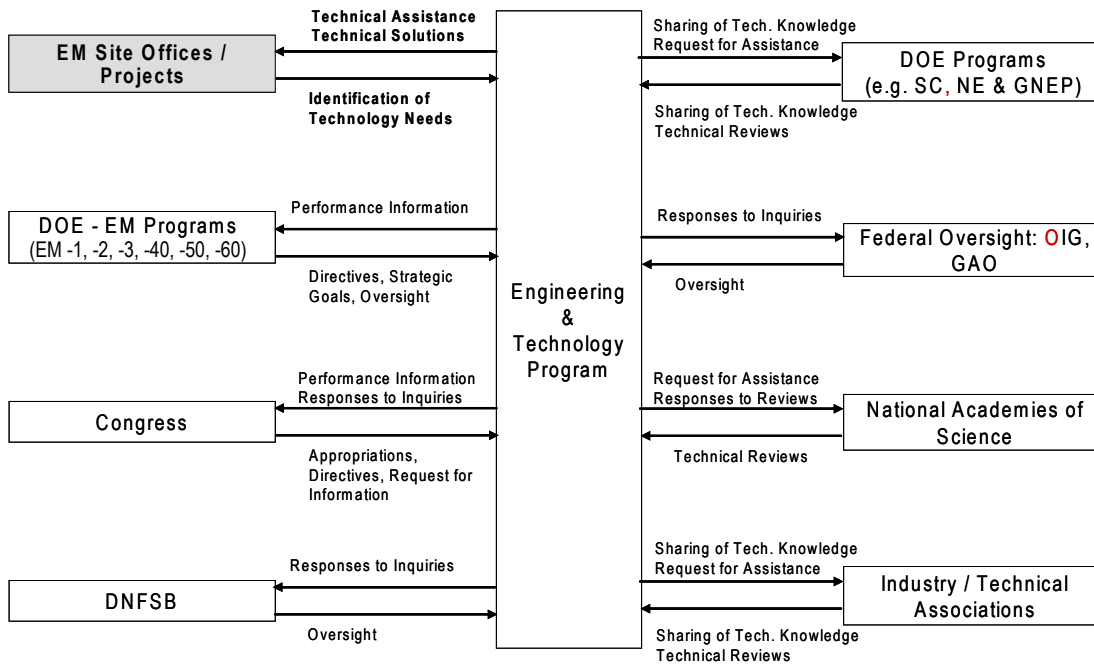 Technical Assistance
Technical Solutions
EM Site Offices /
Projects
Identification of
Technology Needs
Performance Information
DOE - EM Programs
(EM -1, -2, -3, -40, -50, -60)
Directives, Strategic
Goals, Oversight
Performance Information
Responses to Inquiries
Congress
Appropriations,
Directives, Request for
Information
Responses to Inquiries
DNFSB
Oversight
Engineering
&
Technology
Program
Sharing of Tech. Knowledge
Request for Assistance
DOE Programs
(e.g. SC, NE & GNEP)
Sharing of Tech. Knowledge
Technical Reviews
Responses to Inquiries
Federal Oversight: OIG,
GAO
Oversight
Request for Assistance
Responses to Reviews
National Academies of
Science
Technical Reviews
Sharing of Tech. Knowledge
Request for Assistance
Industry / Technical
Associations
Sharing of Tech. Knowledge
Technical Reviews